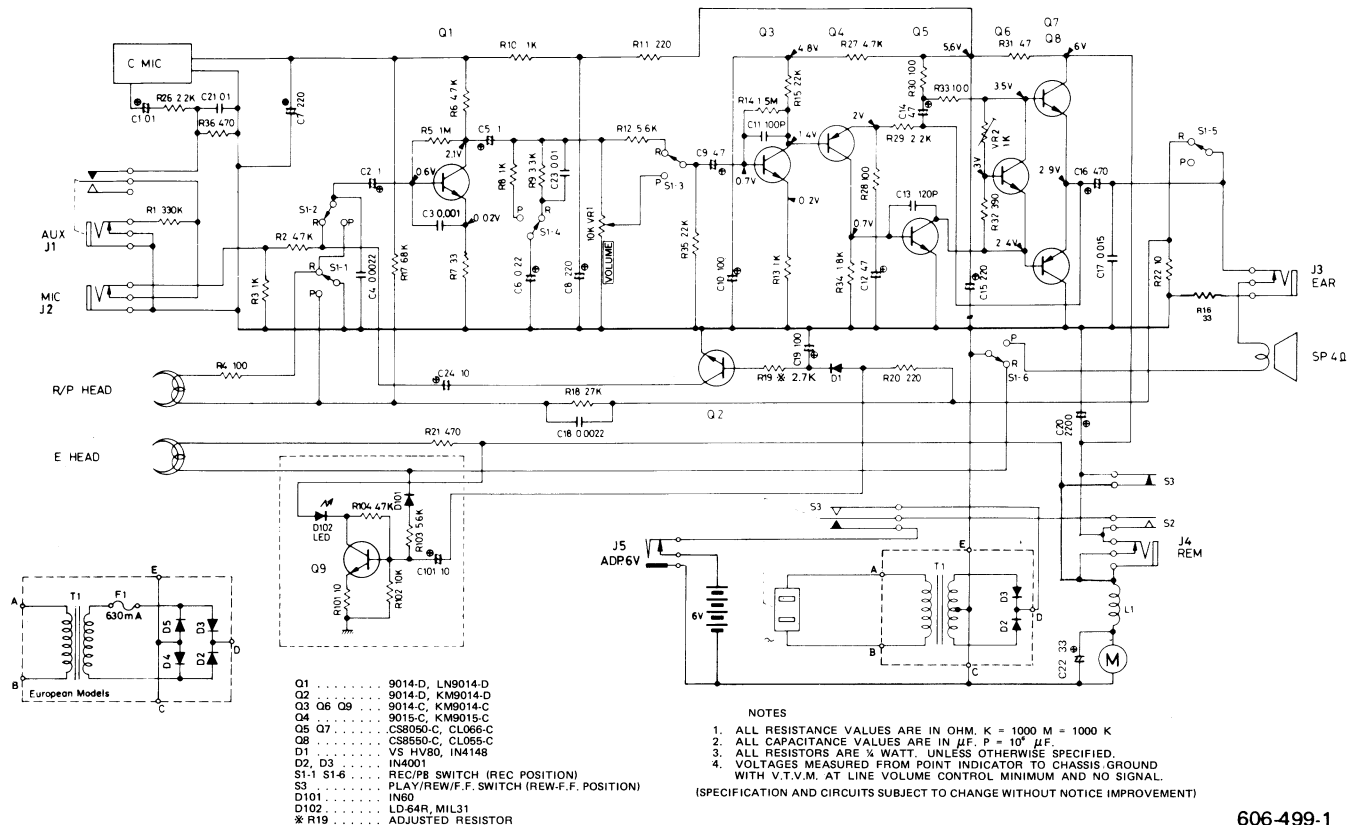 Q1
Q3
Q4
Q5
Q6
Q7
Q8
C MIC
R26 2.2K
C21 .01
C1 .01
R36 470
C7 220
R10 1K
R11 220
R6 4.7K
R5 1M
C5 1
2.1V
0.6V
C2 1
C3 0.001
0.02V
R7 33
R8 1K
R9 3.3K
C23 0.01
P
R
S1-4
C6 0.22
C8 220
10K VR1
VOLUME
R12 5.6K
R
P
S1-3
C9 47
R35 22K
C10 100
4.8V
R14 1.5M
C11 100P
R15 22K
1.4V
0.7V
0.2V
R13 1K
R27 4.7K
2V
R28 100
R29 2.2K
C14 47
R30 100
R33 100
5.6V
R31 47
6V
3.5V
VR2 1K
3V
R32 390
2.9V
2.4V
C13 120P
0.7V
R34 1.8K
C12 47
C15 220
C16 470
C17 0.015
R22 10
R
P
S1-5
R16 33
J3
EAR
SP 4Ω
AUX
J1
R1 330K
MIC
J2
R2 47K
R3 1K
S1-2
R
P
R
S1-1
P
C4 0.0022
R17 68K
R4 100
R/P HEAD
C24 10
R18 27K
C18 0.0022
Q2
R19 ※ 2.7K
C19 100
D1
R20 220
P
R
S1-6
E HEAD
R21 470
C20 2200
S3
S3
S2
J4
REM
D102
LED
R104 47K
D101
R103 5.6K
Q9
C101 10
R101 10
R102 10K
J5
ADP.6V
6V
~
A
B
T1
E
D3
D2
D
C
L1
C22 33
M
E
A
T1
F1
630mA
D5
D3
D4
D2
D
B
European Models
C
Q1 . . . . . . . . 9014-D, LN9014-D
Q2 . . . . . . . . 9014-D, KM9014-D
Q3 Q6 Q9 . . . 9014-C, KM9014-C
Q4 . . . . . . . . 9015-C, KM9015-C
Q5 Q7 . . . . . . CS8050-C, CL066-C
Q8 . . . . . . . . CS8550-C, CL055-C
D1 . . . . . . . . VS HV80, IN4148
D2, D3 . . . . . IN4001
S1-1 S1-6 . . . . REC/PB SWITCH (REC POSITION)
S3 . . . . . . . . PLAY/REW/F.F. SWITCH (REW-F.F. POSITION)
D101 . . . . . . . IN60
D102 . . . . . . . LD-64R, MIL31
※ R19 . . . . . . ADJUSTED RESISTOR
NOTES
1. ALL RESISTANCE VALUES ARE IN OHM. K = 1000 M = 1000 K
2. ALL CAPACITANCE VALUES ARE IN µF. P = 10⁶ µF.
3. ALL RESISTORS ARE ¼ WATT. UNLESS OTHERWISE SPECIFIED.
4. VOLTAGES MEASURED FROM POINT INDICATOR TO CHASSIS GROUND
WITH V.T.V.M. AT LINE VOLUME CONTROL MINIMUM AND NO SIGNAL.
(SPECIFICATION AND CIRCUITS SUBJECT TO CHANGE WITHOUT NOTICE IMPROVEMENT)
606-499-1